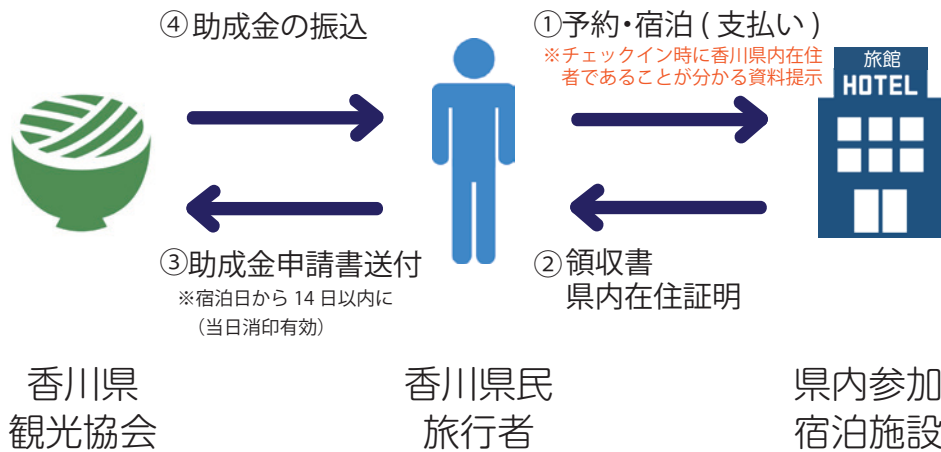 ④助成金の振込
①予約・宿泊(支払い)
※チェックイン時に香川県内在住
者であることが分かる資料提示
旅館
HOTEL
③助成金申請書送付
※宿泊日から14日以内に
（当日消印有効）
②領収書
県内在住証明
香川県
観光協会
香川県民
旅行者
県内参加
宿泊施設